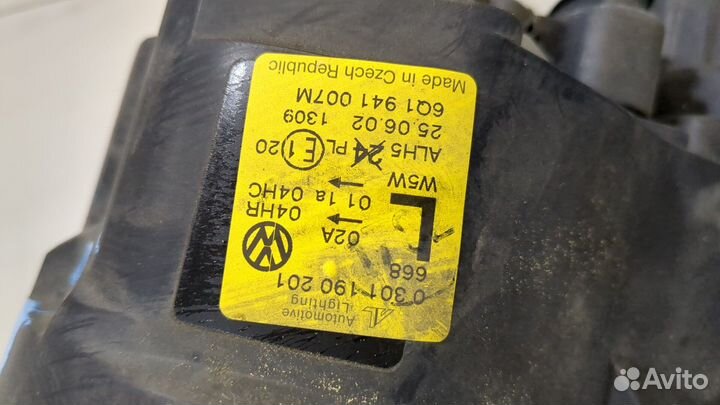 AL Automotive Lighting
0 301 190 201
668
L
02A 04HR
01 1a 04HC
W5W
ALH5 24 PL E1 20
25.06.02 1309
6Q1 941 007M
Made in Czech Republic
Avito